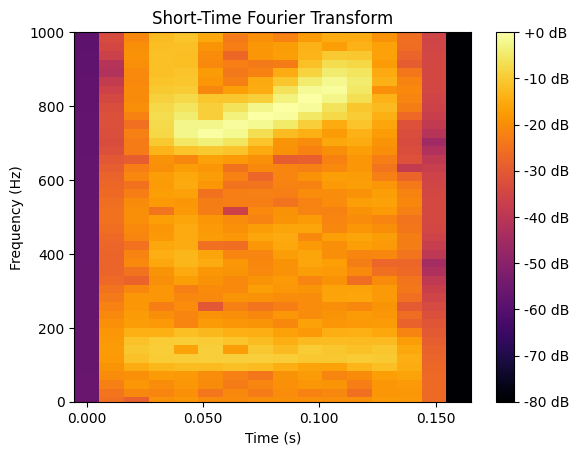 Short-Time Fourier Transform
1000
800
600
400
200
0
Frequency (Hz)
0.000
0.050
0.100
0.150
Time (s)
+0 dB
-10 dB
-20 dB
-30 dB
-40 dB
-50 dB
-60 dB
-70 dB
-80 dB